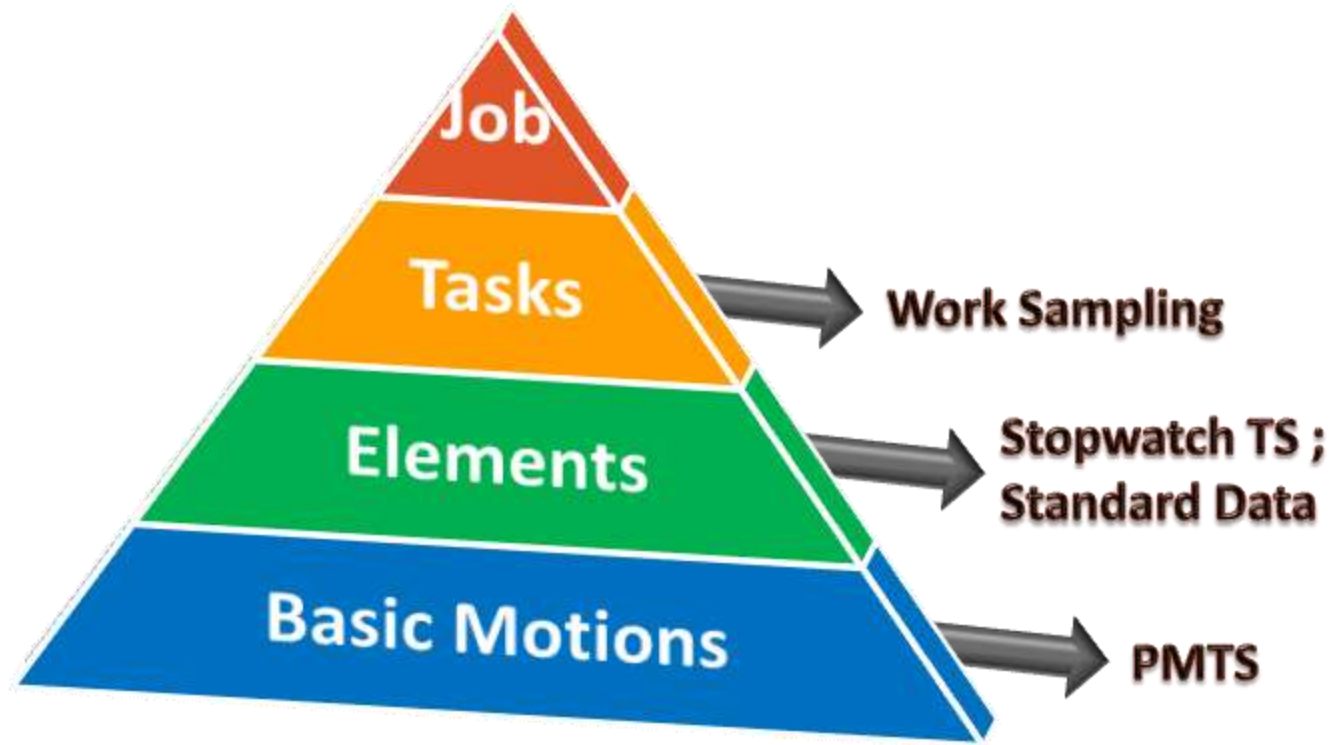 Job
Tasks
Work Sampling
Elements
Stopwatch TS ;
Standard Data
Basic Motions
PMTS